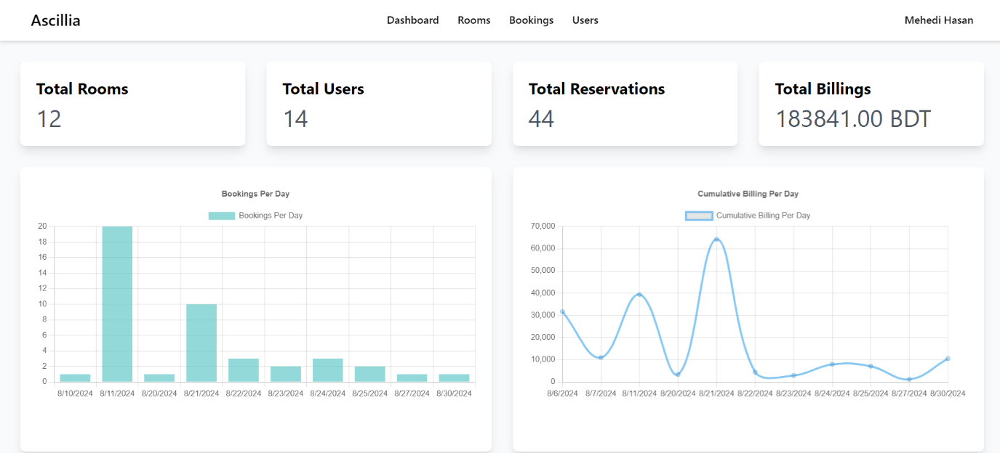 Ascillia
Dashboard Rooms Bookings Users
Mehedi Hasan
Total Rooms
12
Total Users
14
Total Reservations
44
Total Billings
183841.00 BDT
Bookings Per Day
Bookings Per Day
20
18
16
14
12
10
8
6
4
2
0
8/10/2024 8/11/2024 8/20/2024 8/21/2024 8/22/2024 8/23/2024 8/24/2024 8/25/2024 8/27/2024 8/30/2024
Cumulative Billing Per Day
Cumulative Billing Per Day
70,000
60,000
50,000
40,000
30,000
20,000
10,000
0
8/6/2024 8/7/2024 8/11/2024 8/20/2024 8/21/2024 8/22/2024 8/23/2024 8/24/2024 8/25/2024 8/27/2024 8/30/2024